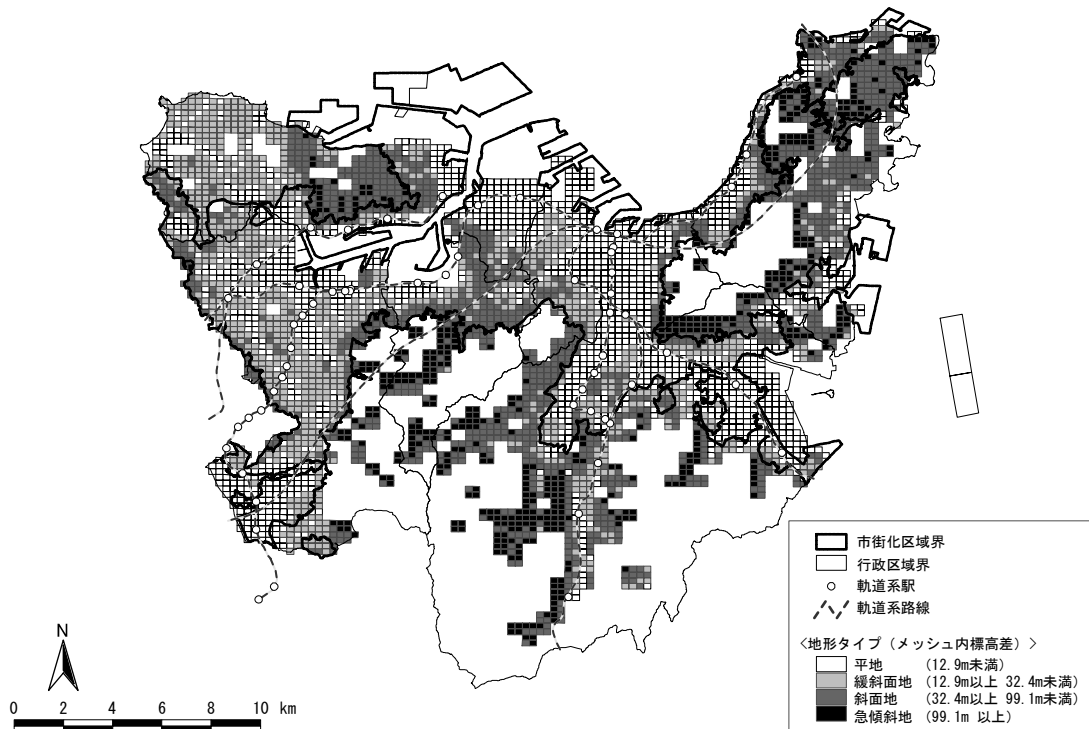 市街化区域界
行政区域界
軌道系駅
軌道系路線
<地形タイプ（メッシュ内標高差）>
平地 (12.9m未満)
緩斜面地 (12.9m以上 32.4m未満)
斜面地 (32.4m以上 99.1m未満)
急傾斜地 (99.1m 以上)
N
0 2 4 6 8 10 km